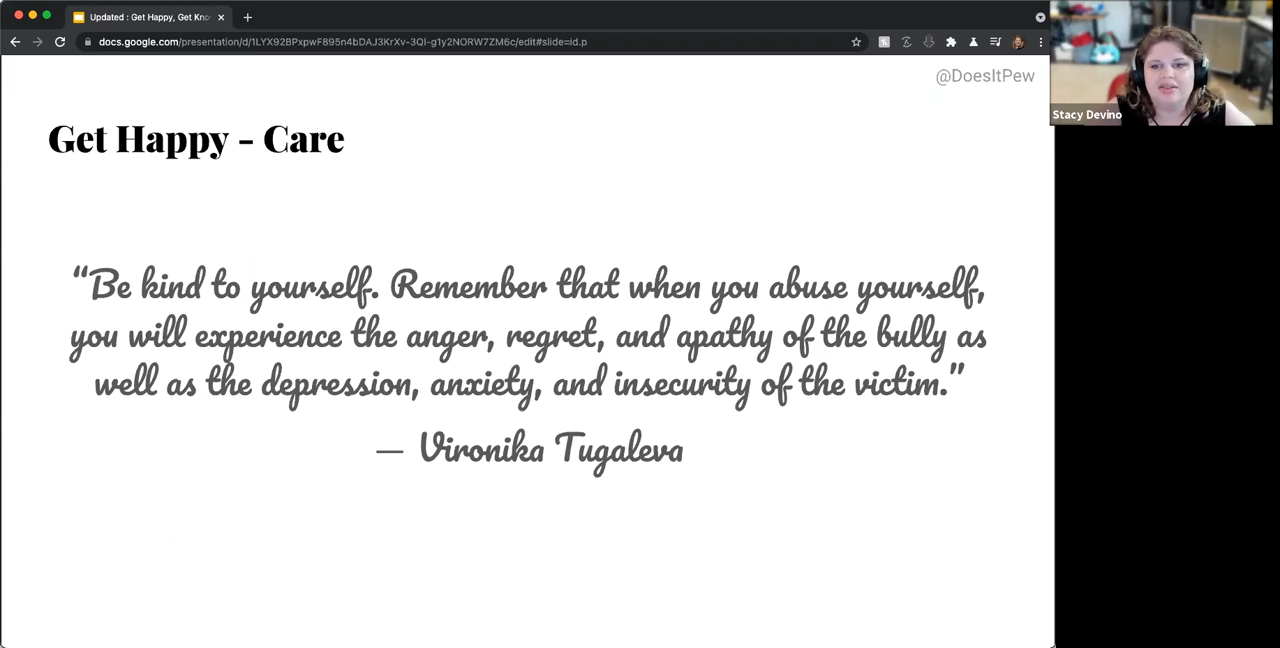 Updated : Get Happy, Get Kno
docs.google.com/presentation/d/1LYX92BPxpwF895n4bDAJ3KrXv-3Ql-g1y2NORW7ZM6c/edit#slide=id.p
@DoesItPew
Stacy Devino
Get Happy - Care
“Be kind to yourself. Remember that when you abuse yourself,
you will experience the anger, regret, and apathy of the bully as
well as the depression, anxiety, and insecurity of the victim.”
— Vironika Tugaleva